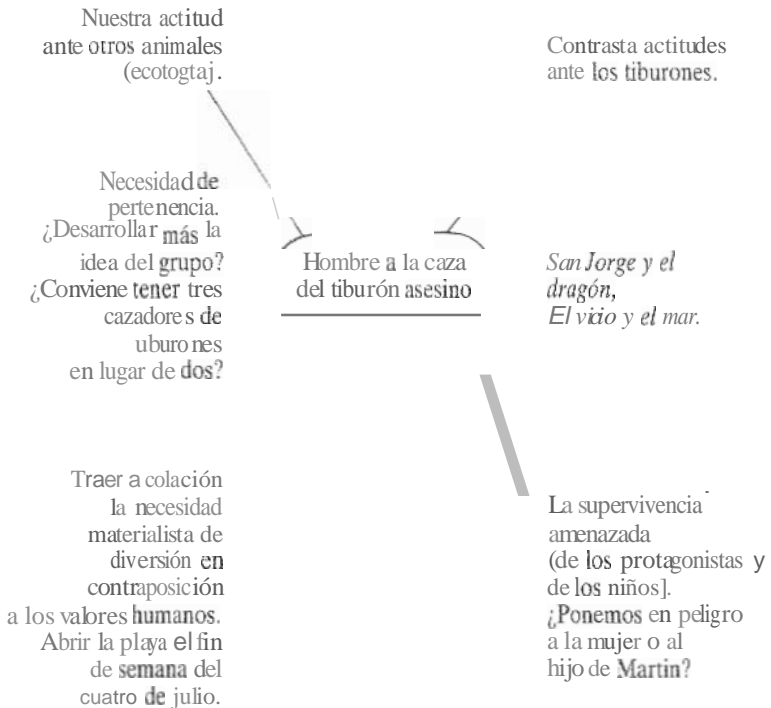 Nuestra actitud
ante otros animales
(ecotogtaj.
Contrasta actitudes
ante los tiburones.
Necesidad de
pertenencia.
¿Desarrollar más la
idea del grupo?
¿Conviene tener tres
cazadores de
uburones
en lugar de dos?
Hombre a la caza
del tiburón asesino
San Jorge y el
dragón,
El vicio y el mar.
Traer a colación
la necesidad
materialista de
diversión en
contraposición
a los valores humanos.
Abrir la playa el fin
de semana del
cuatro de julio.
La supervivencia
amenazada
(de los protagonistas y
de los niños].
¿Ponemos en peligro
a la mujer o al
hijo de Martin?